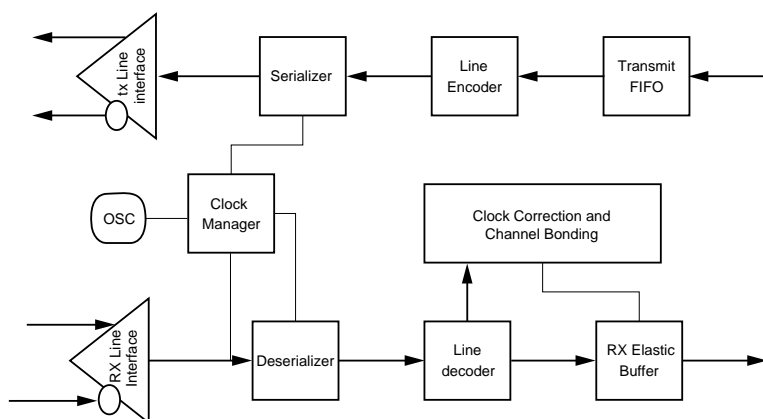 tx Line
interface
Serializer
Line
Encoder
Transmit
FIFO
OSC
Clock
Manager
Clock Correction and
Channel Bonding
RX Line
Interface
Deserializer
Line
decoder
RX Elastic
Buffer